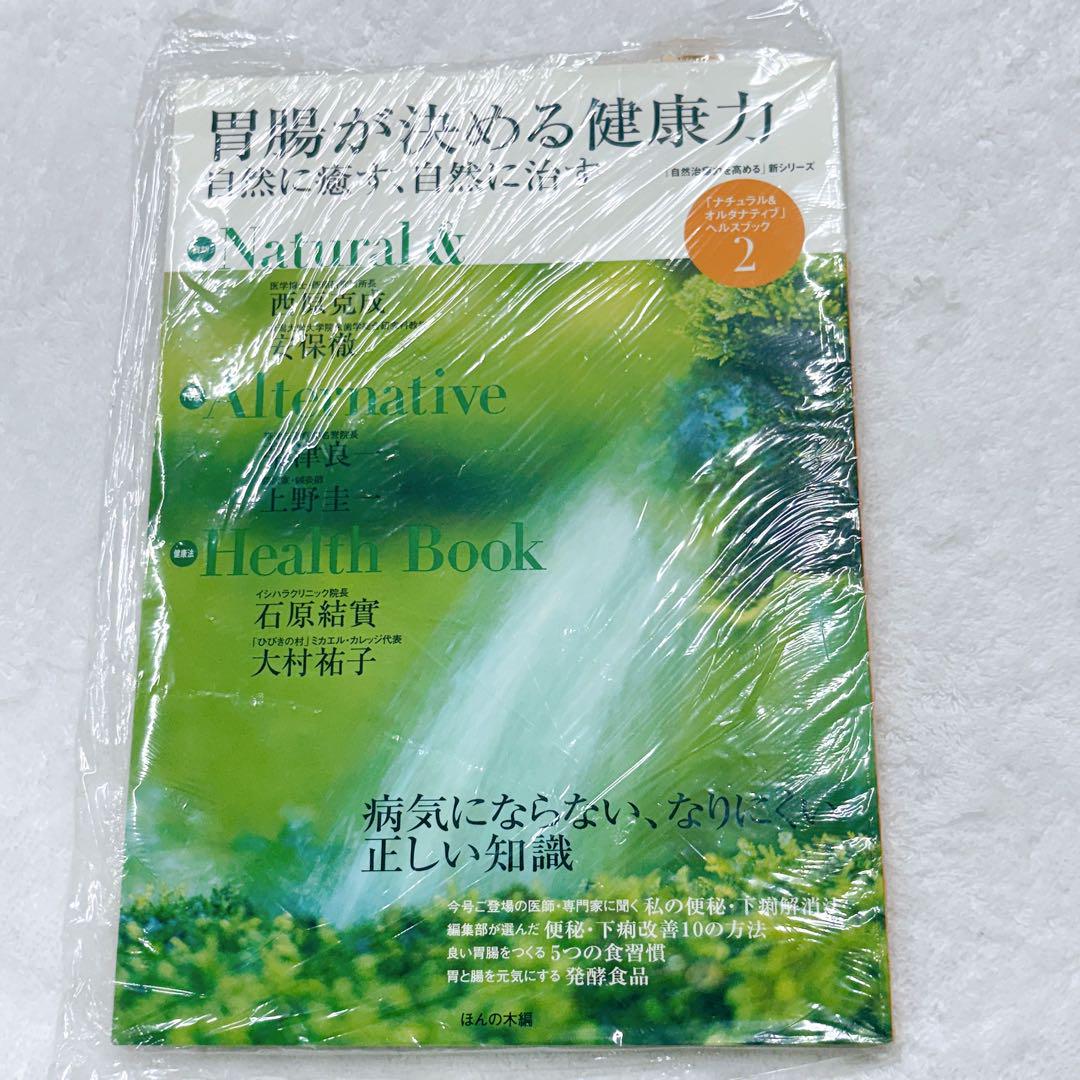 胃腸が決める健康力
自然に癒す、自然に治す
「自然治癒力を高める」新シリーズ
「ナチュラル&
オルタナティブ」
ヘルスブック
2
Natural &
西原克成
安保徹
Alternative
津良一
上野圭一
健康法
Health Book
イシハラクリニック院長
石原結實
「ひびきの村」ミカエル・カレッジ代表
大村祐子
病気にならない、なりにくい
正しい知識
今号ご登場の医師・専門家に聞く 私の便秘・下痢解消法
編集部が選んだ 便秘・下痢改善10の方法
良い胃腸をつくる 5つの食習慣
胃と腸を元気にする 発酵食品
ほんの木編